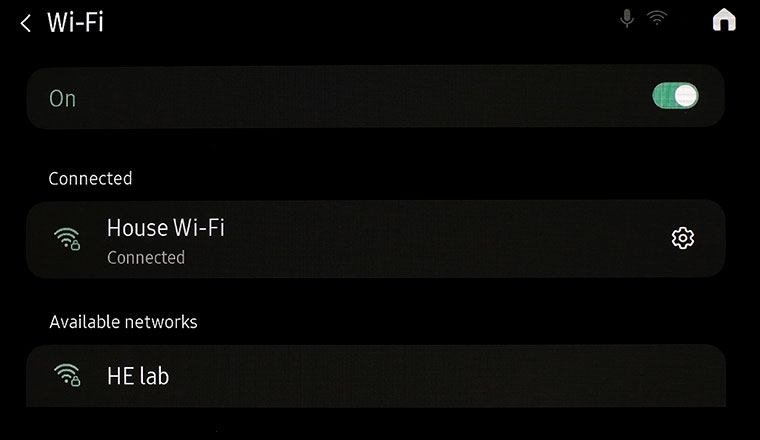 Wi-Fi
On
Connected
House Wi-Fi
Connected
Available networks
HE lab